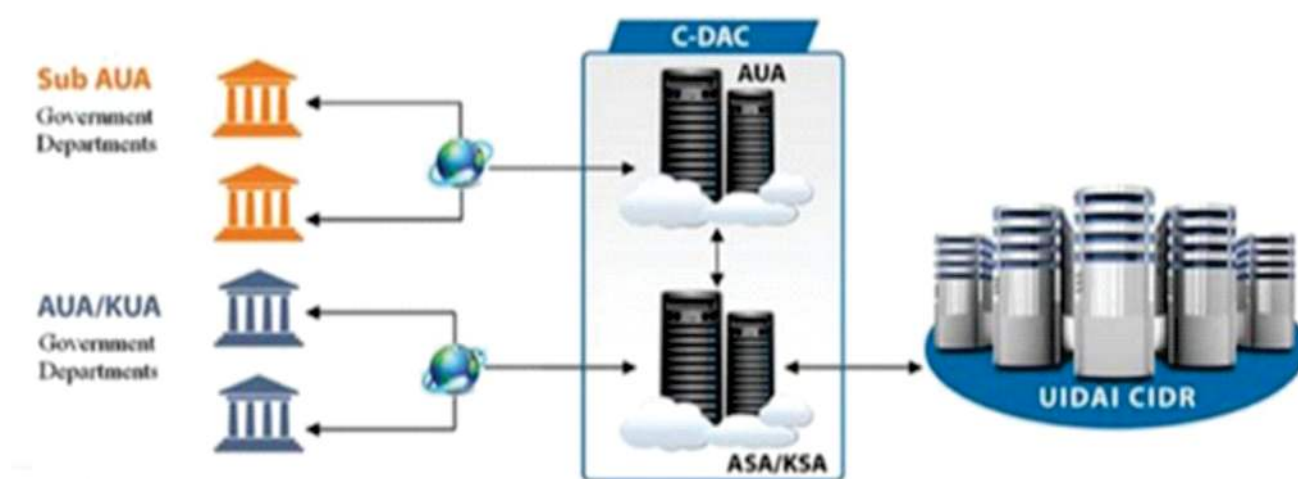 C-DAC
Sub AUA
Government
Departments
AUA
AUA/KUA
Government
Departments
UIDAI CIDR
ASA/KSA